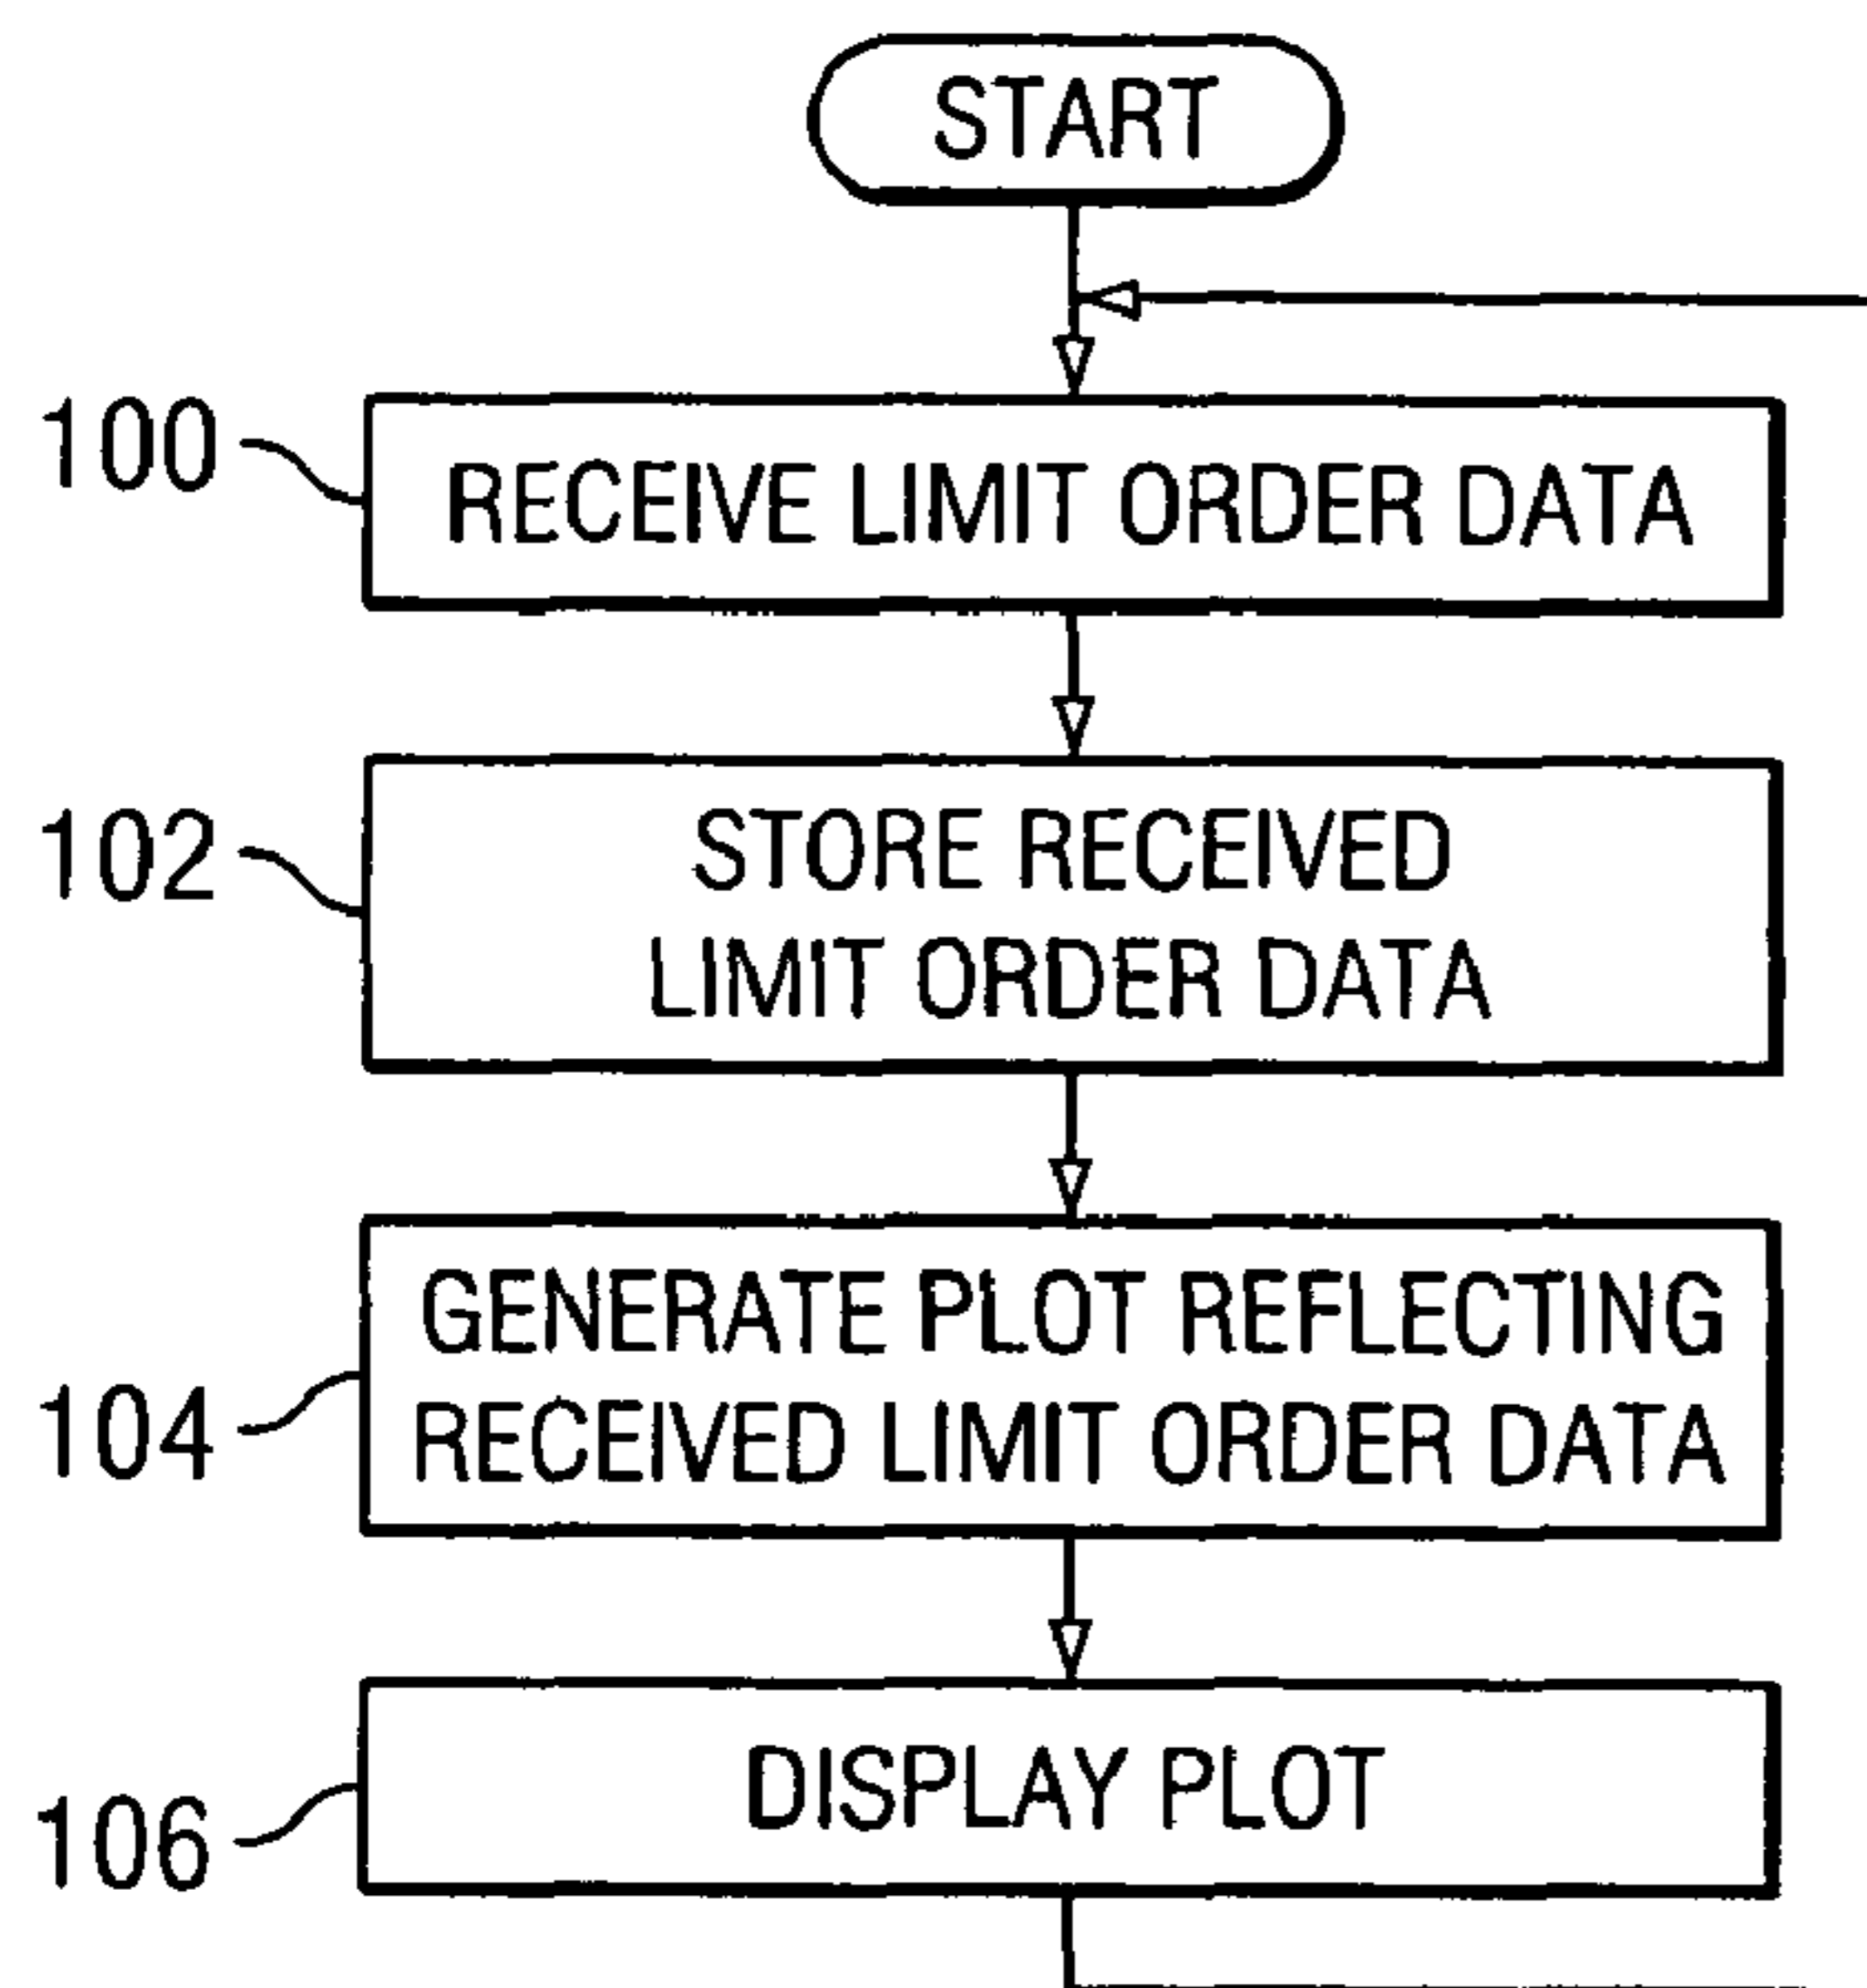 START
100
RECEIVE LIMIT ORDER DATA
102
STORE RECEIVED
LIMIT ORDER DATA
GENERATE PLOT REFLECTING
104
RECEIVED LIMIT ORDER DATA
106
DISPLAY PLOT